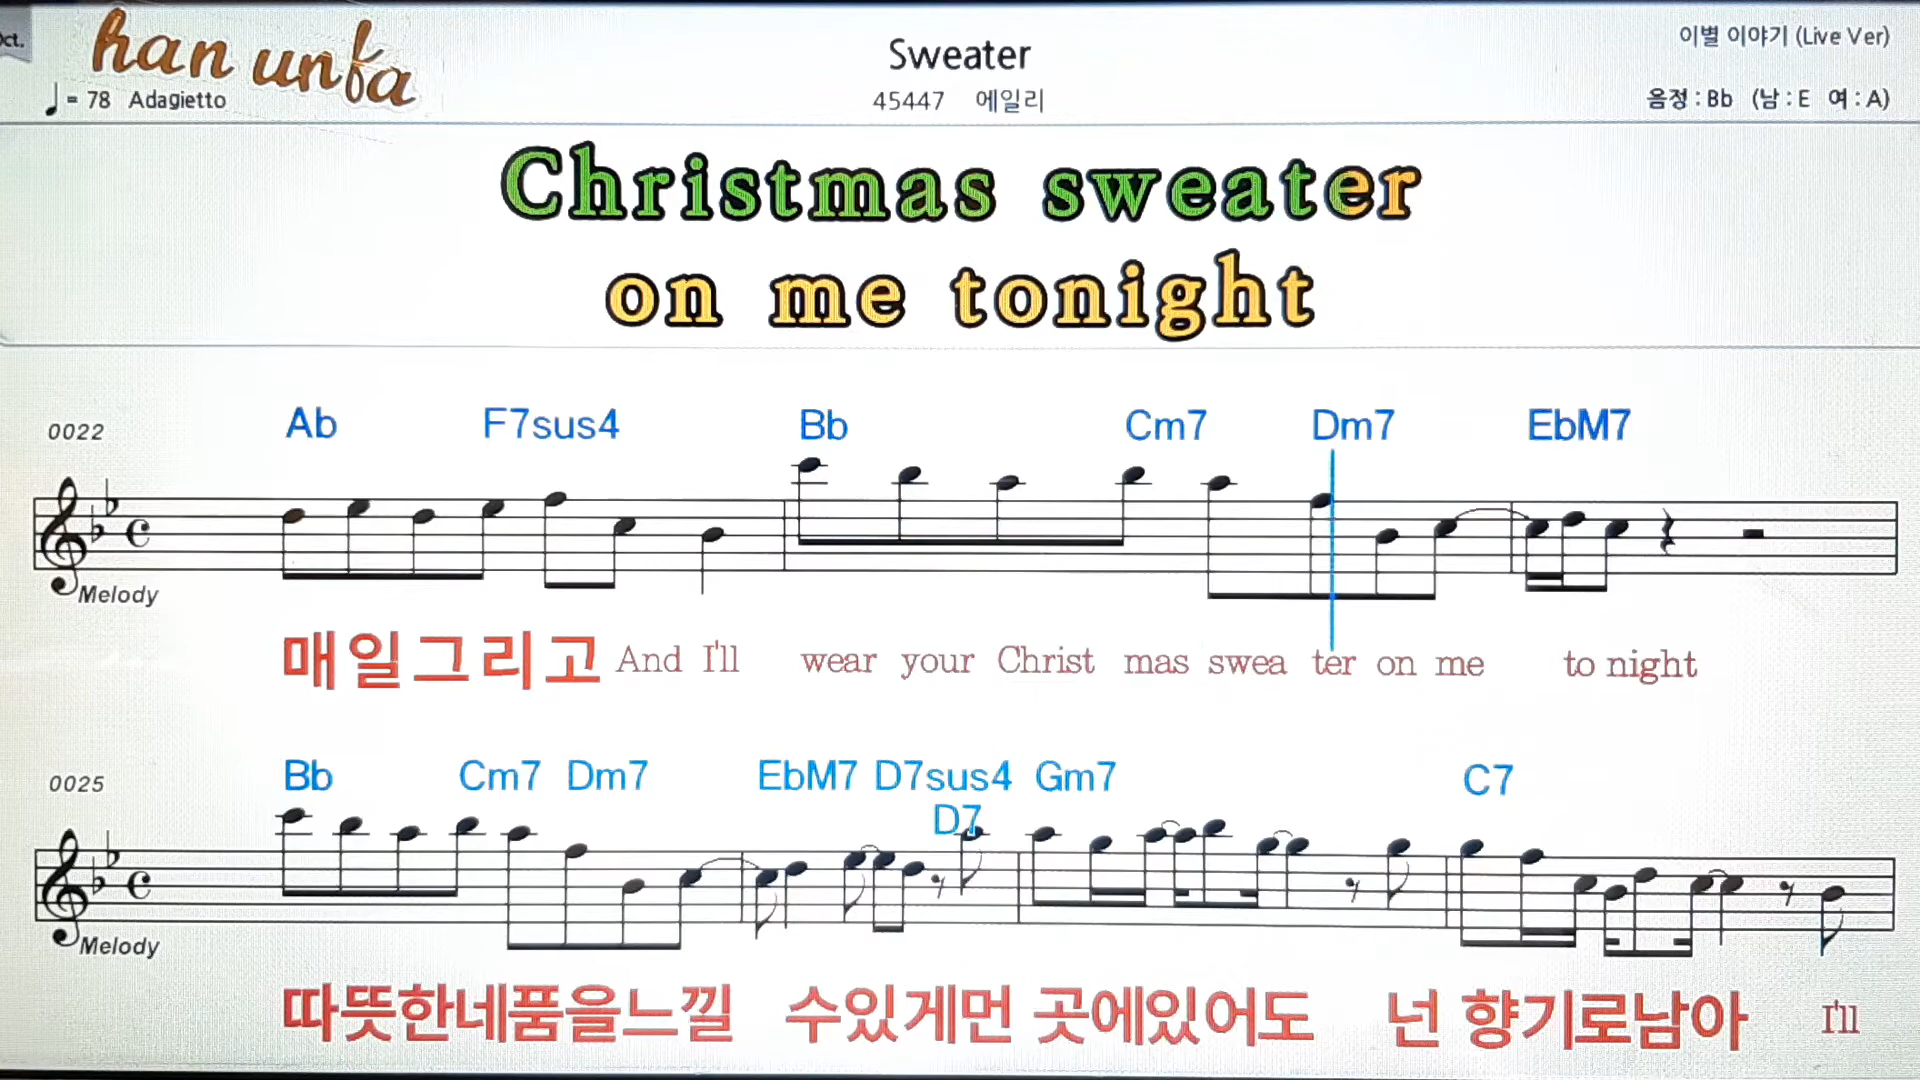 Oct.
han unfa
♩ = 78 Adagietto
Sweater
45447 에일리
이별 이야기 (Live Ver)
음정 : Bb (남 : E 여 : A)
Christmas sweater
on me tonight
0022
Ab F7sus4 Bb Cm7 Dm7 EbM7
Melody
매일그리고 And I'll wear your Christ mas swea ter on me to night
0025
Bb Cm7 Dm7 EbM7 D7sus4 Gm7 C7
D7
Melody
따뜻한네품을느낄 수있게먼 곳에있어도 넌 향기로남아 I'll